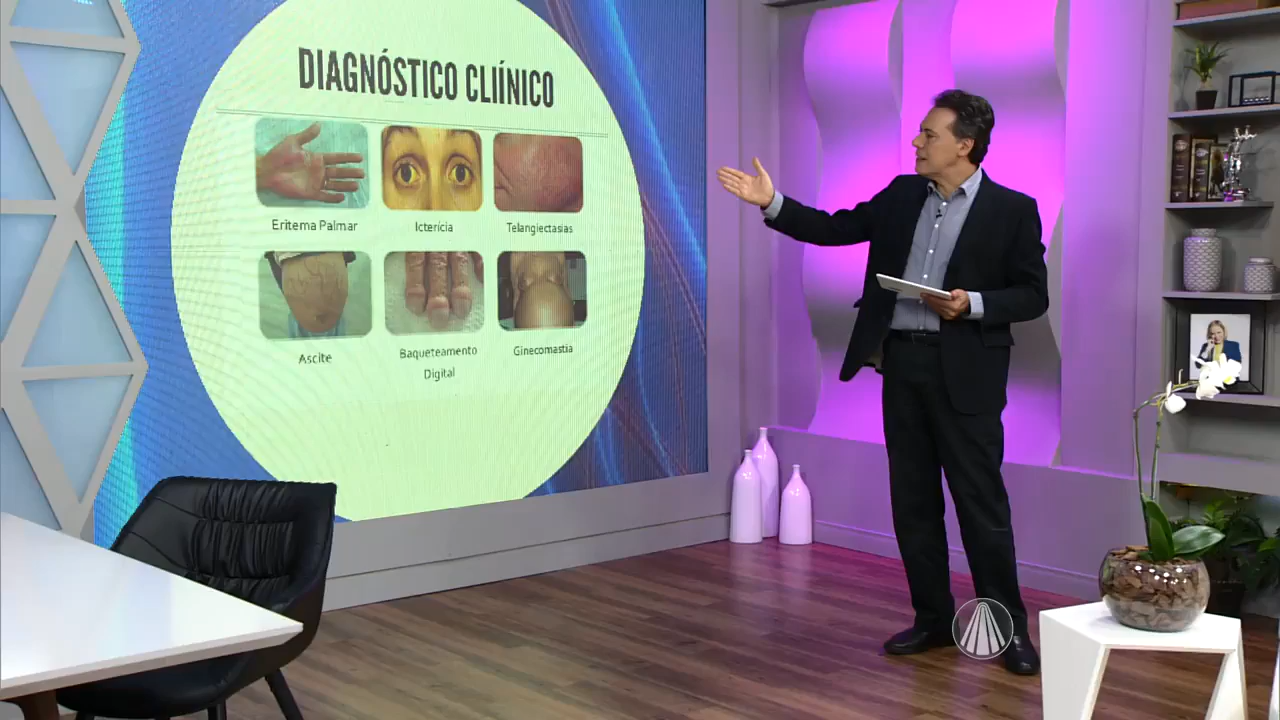 DIAGNÓSTICO CLIÍNICO
Eritema Palmar
Icterícia
Telangiectasias
Ascite
Baqueteamento
Digital
Ginecomastia